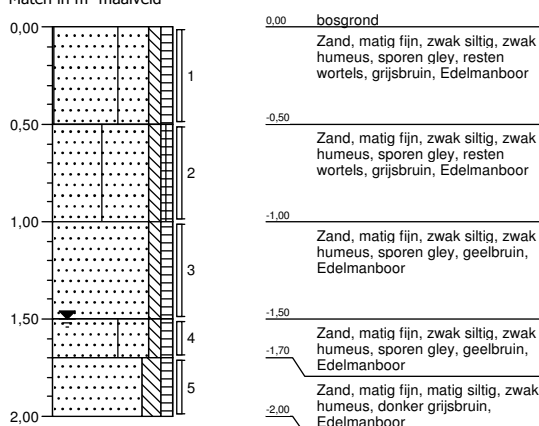 Maten in m- maaiveld
0,00
0,50
1,00
1,50
2,00
1
2
3
4
5
0,00 bosgrond
Zand, matig fijn, zwak siltig, zwak
humeus, sporen gley, resten
wortels, grijsbruin, Edelmanboor
-0,50
Zand, matig fijn, zwak siltig, zwak
humeus, sporen gley, resten
wortels, grijsbruin, Edelmanboor
-1,00
Zand, matig fijn, zwak siltig, zwak
humeus, sporen gley, geelbruin,
Edelmanboor
-1,50
Zand, matig fijn, zwak siltig, zwak
humeus, sporen gley, geelbruin,
Edelmanboor
-1,70
Zand, matig fijn, matig siltig, zwak
humeus, donker grijsbruin,
Edelmanboor
-2,00